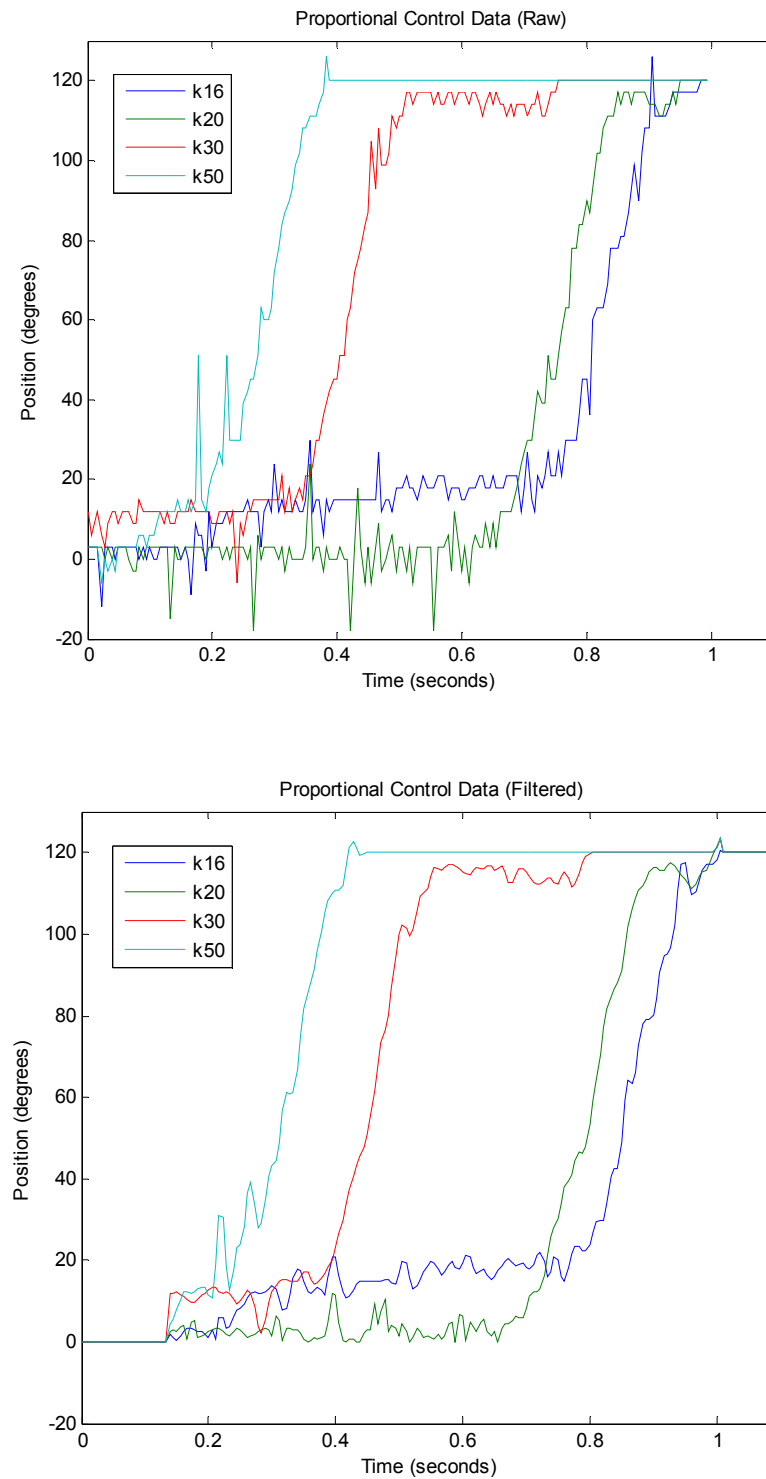 Proportional Control Data (Raw)
120
100
80
60
40
20
0
-20
Position (degrees)
k16
k20
k30
k50
0
0.2
0.4
0.6
0.8
1
Time (seconds)
Proportional Control Data (Filtered)
120
100
80
60
40
20
0
-20
Position (degrees)
k16
k20
k30
k50
0
0.2
0.4
0.6
0.8
1
Time (seconds)